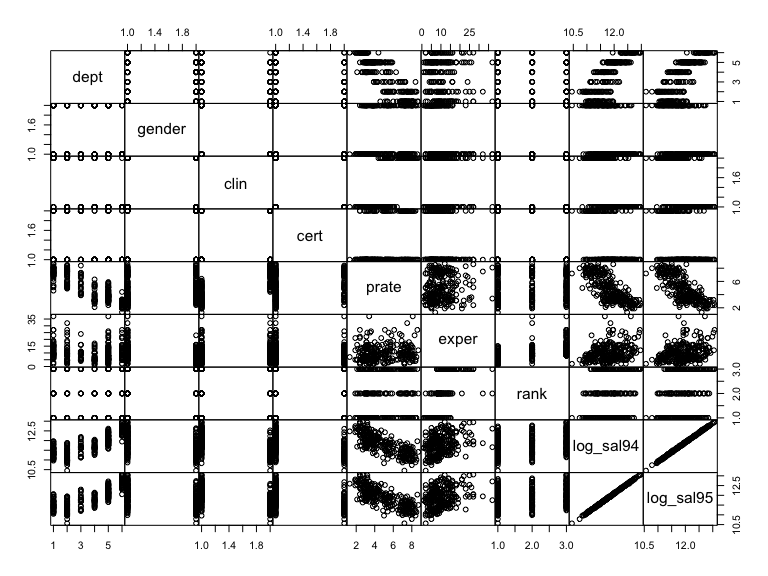 1.0 1.4 1.8 1.0 1.4 1.8 0 10 25 10.5 12.0
dept 1 3 5
1.0 1.6 gender
clin 1.0 1.6
1.0 1.6 cert
prate 2 6
0 15 35 exper
rank 1.0 2.0 3.0
10.5 12.5 log_sal94
log_sal95 10.5 12.5
1 3 5 1.0 1.4 1.8 2 4 6 8 1.0 2.0 3.0 10.5 12.0